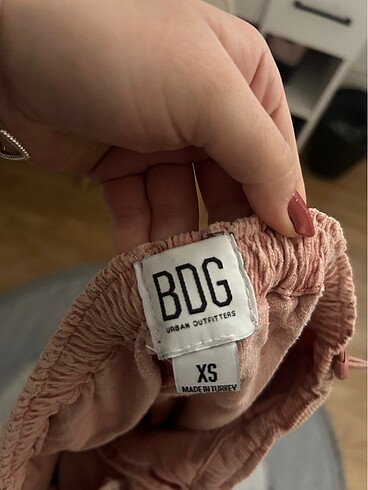 BDG
URBAN OUTFITTERS
XS
MADE IN TURKEY